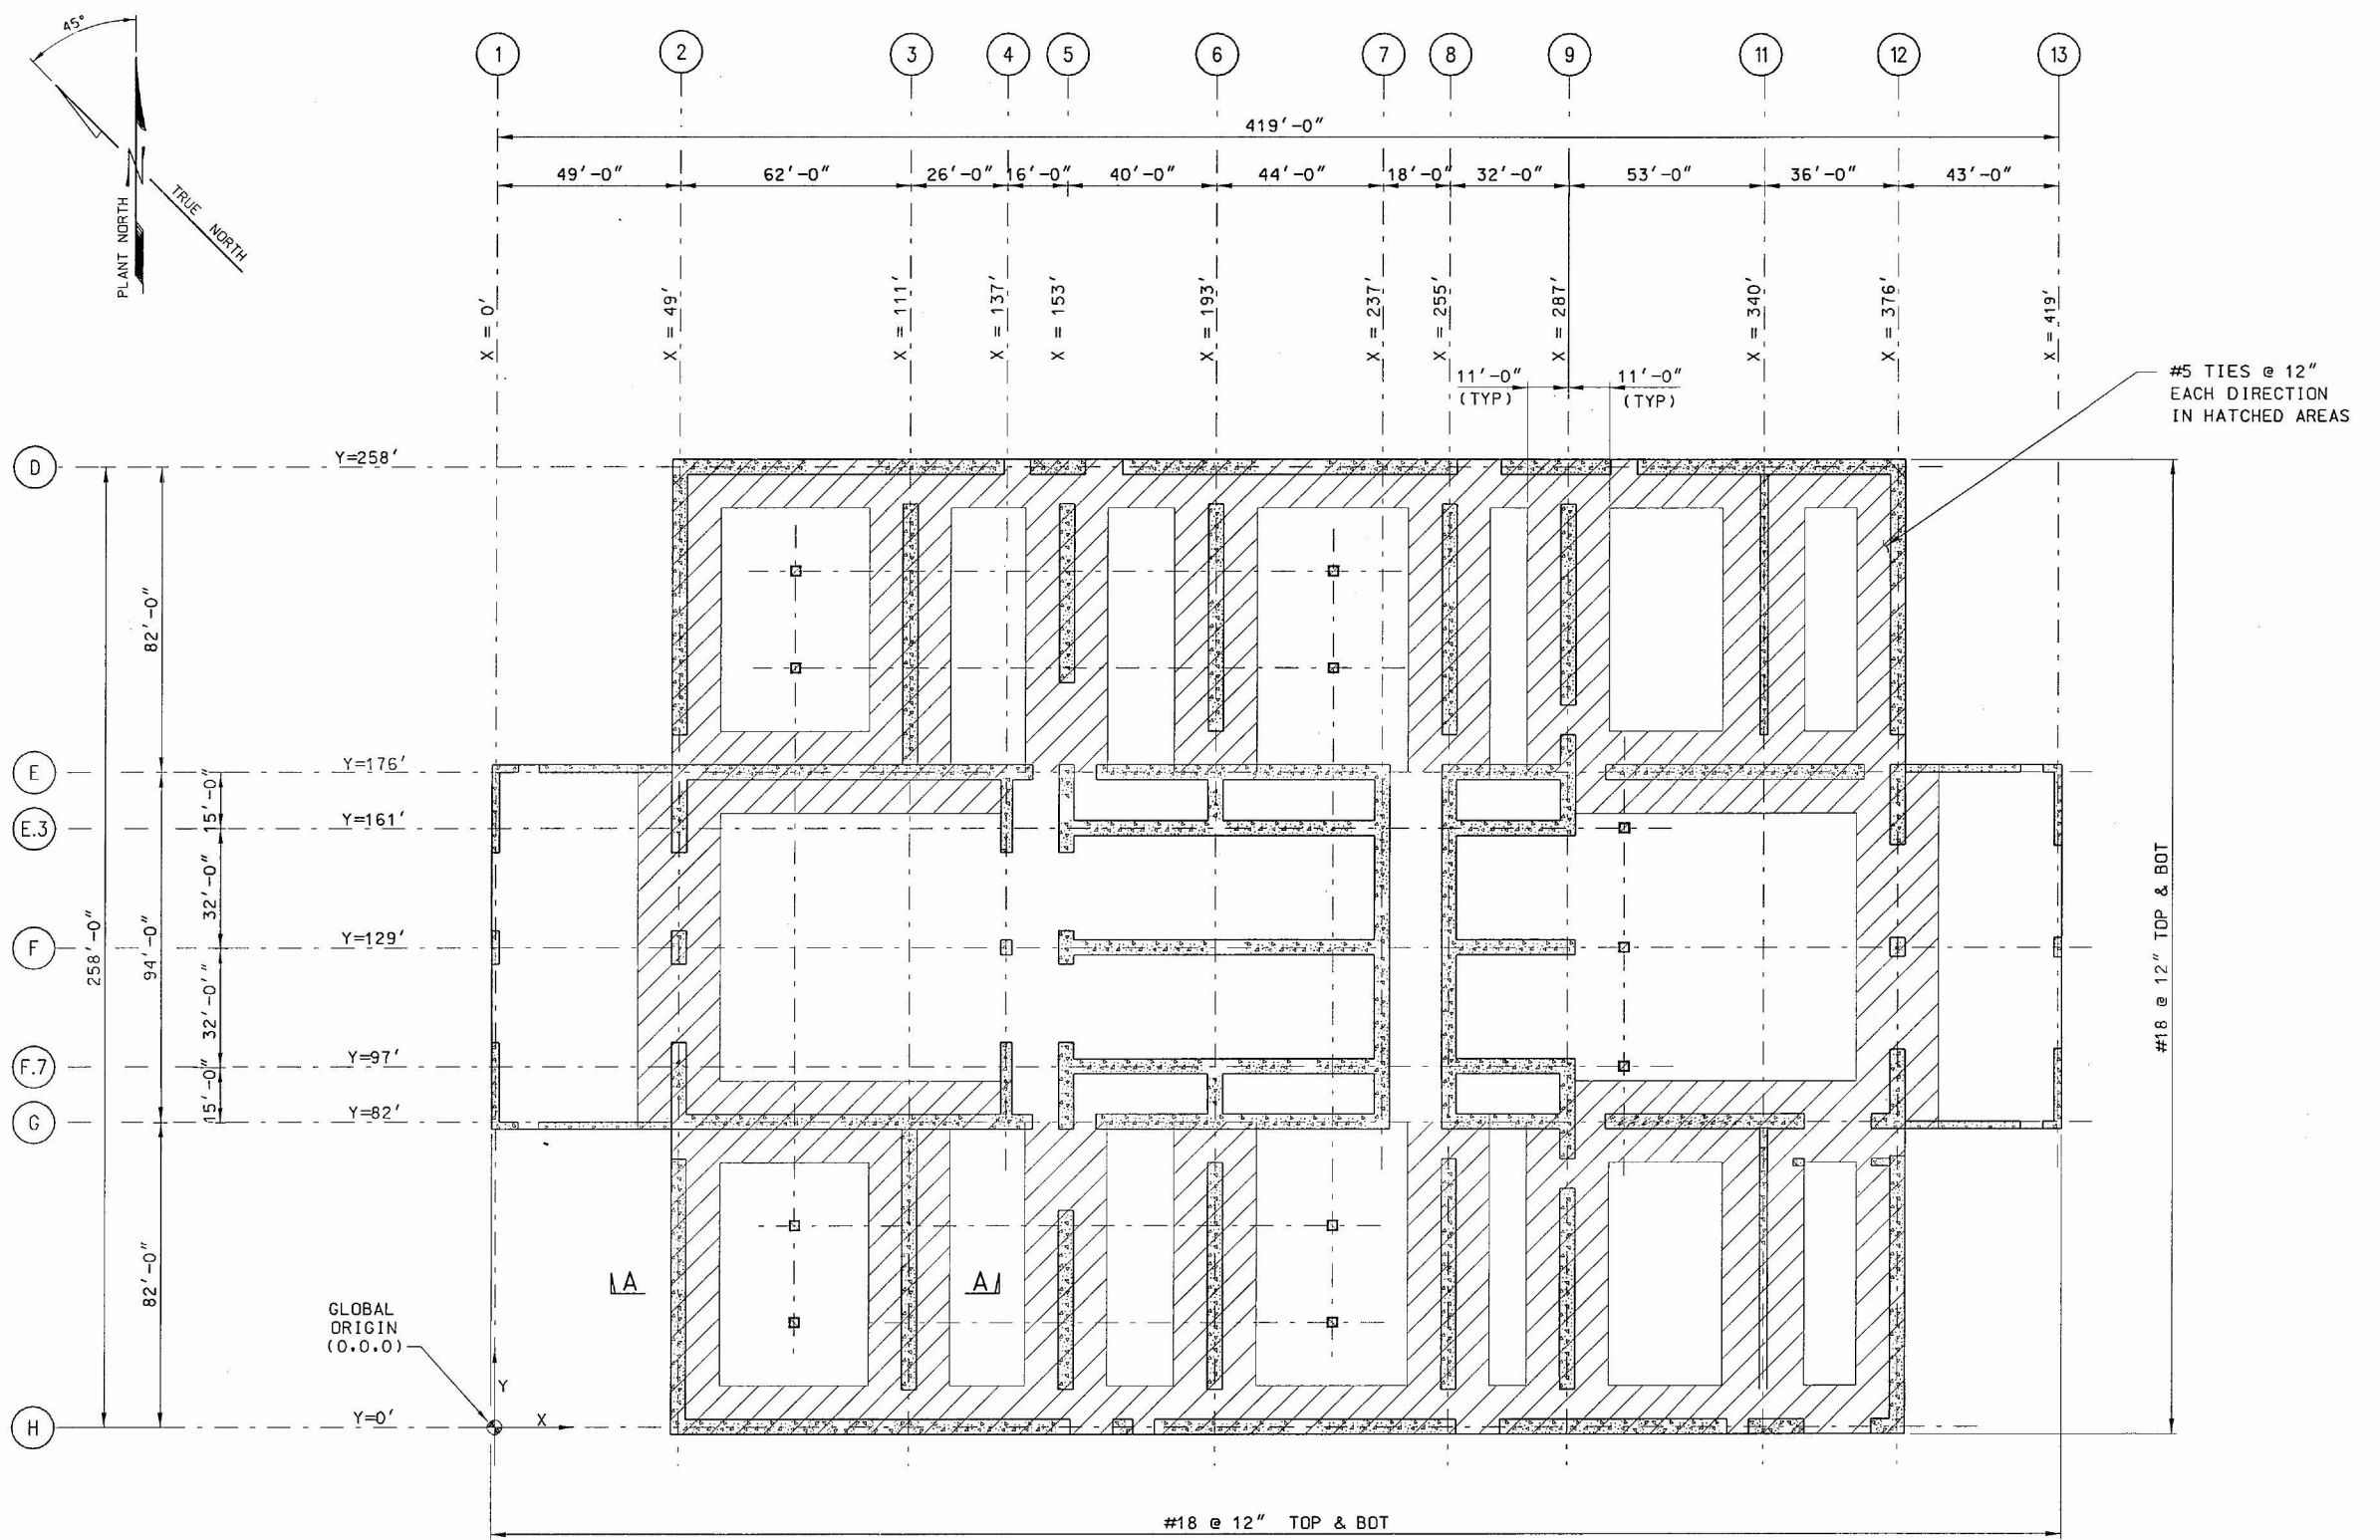 45°
PLANT NORTH
TRUE NORTH
1 2 3 4 5 6 7 8 9 11 12 13
419'-0"
49'-0" 62'-0" 26'-0" 16'-0" 40'-0" 44'-0" 18'-0" 32'-0" 53'-0" 36'-0" 43'-0"
X = 0'
X = 49'
X = 111'
X = 137'
X = 153'
X = 193'
X = 237'
X = 255'
X = 287'
X = 340'
X = 376'
X = 419'
11'-0"
(TYP)
11'-0"
(TYP)
#5 TIES @ 12"
EACH DIRECTION
IN HATCHED AREAS
D
Y=258'
82'-0"
E
Y=176'
15'-0"
E.3
Y=161'
32'-0"
258'-0"
94'-0"
F
Y=129'
32'-0'"
F.7
Y=97'
15'-0"
G
Y=82'
82'-0"
A A
GLOBAL
ORIGIN
(0.0.0)
Y
X
H
Y=0'
#18 @ 12" TOP & BOT
#18 @ 12" TOP & BOT